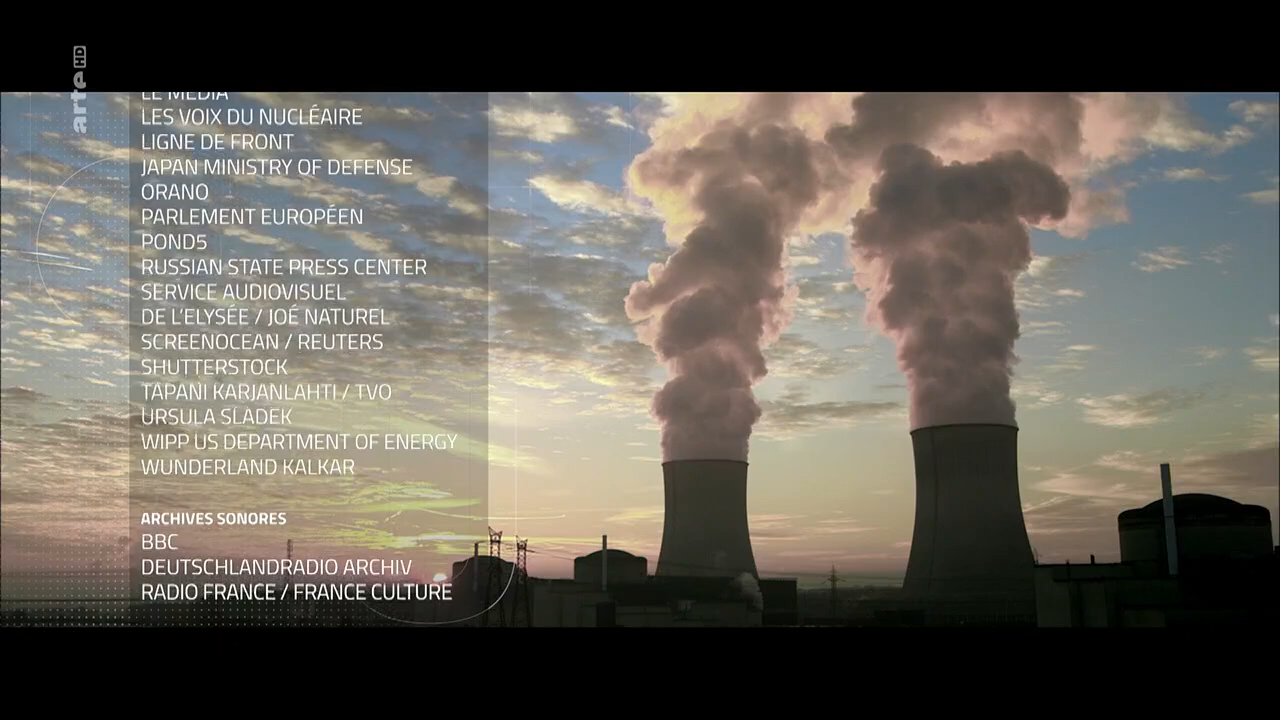 arte HD
LE MÉDIA
LES VOIX DU NUCLÉAIRE
LIGNE DE FRONT
JAPAN MINISTRY OF DEFENSE
ORANO
PARLEMENT EUROPÉEN
POND5
RUSSIAN STATE PRESS CENTER
SERVICE AUDIOVISUEL
DE L'ELYSÉE / JOÉ NATUREL
SCREENOCEAN / REUTERS
SHUTTERSTOCK
TAPANI KARJANLAHTI / TVO
URSULA SLADEK
WIPP US DEPARTMENT OF ENERGY
WUNDERLAND KALKAR
ARCHIVES SONORES
BBC
DEUTSCHLANDRADIO ARCHIV
RADIO FRANCE / FRANCE CULTURE